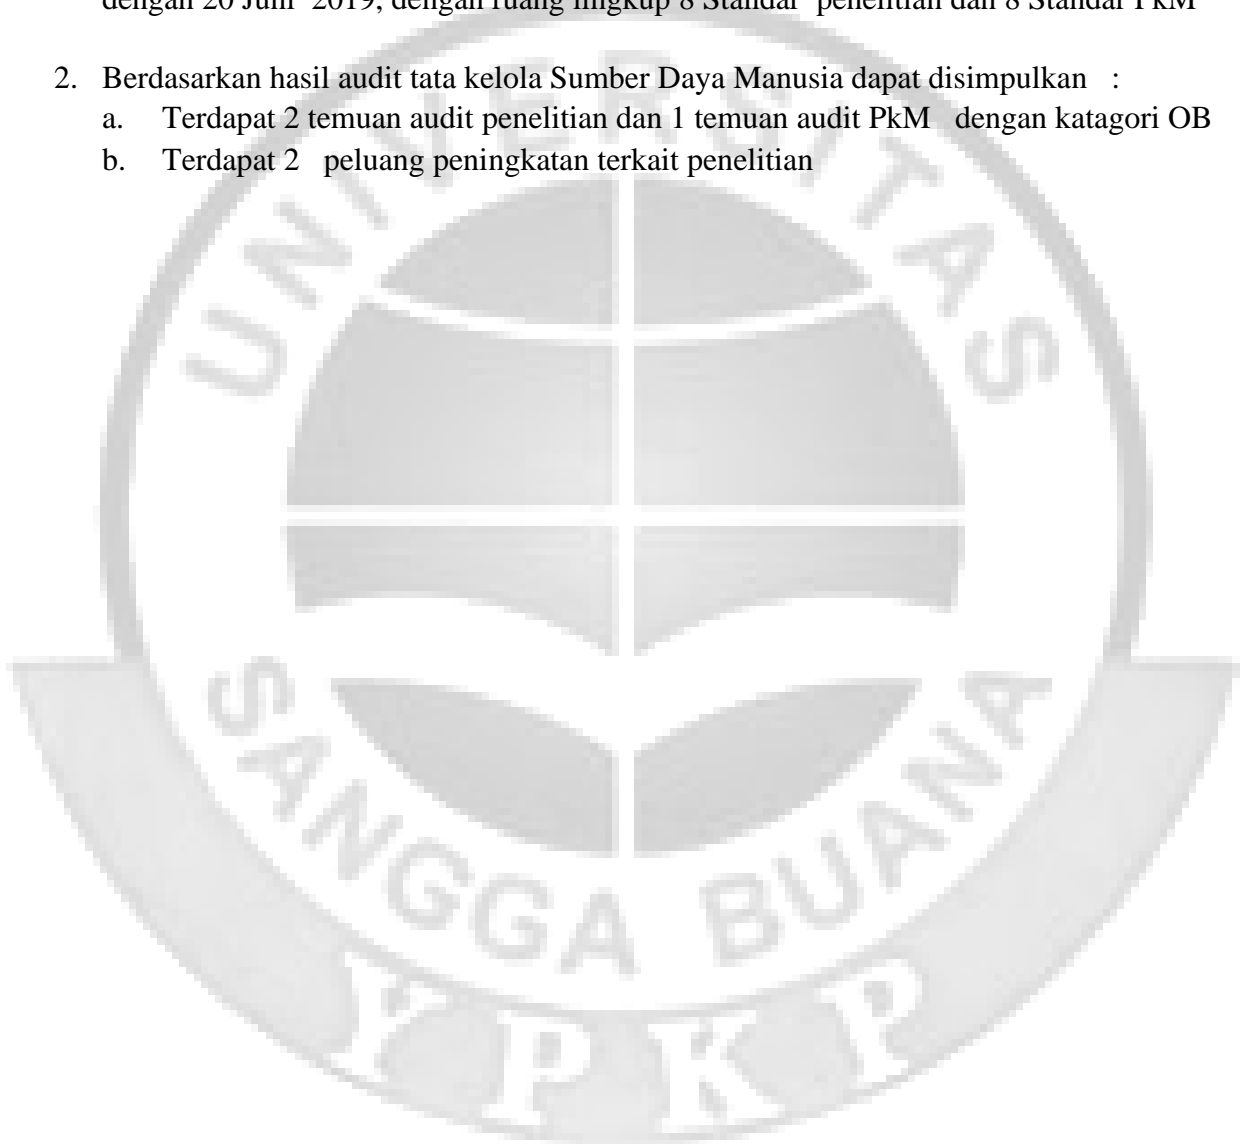 dengan 20 Juni  2019, dengan ruang lingkup 8 Standar  penelitian dan 8 Standar PkM
2. Berdasarkan hasil audit tata kelola Sumber Daya Manusia dapat disimpulkan   :
a. Terdapat 2 temuan audit penelitian dan 1 temuan audit PkM   dengan katagori OB
b. Terdapat 2   peluang peningkatan terkait penelitian
UNIVERSITAS
SANGGA BUANA
YPKP